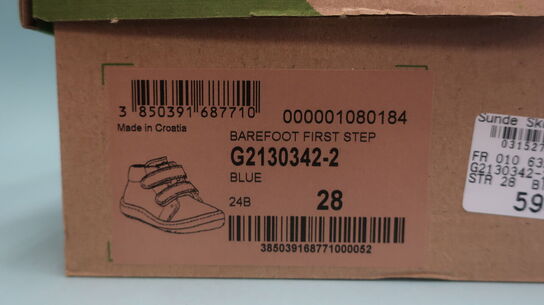 3 850391 687710
000001080184
Made in Croatia
BAREFOOT FIRST STEP
G2130342-2
BLUE
24B
28
385039168771000052
Sunde
031527
FR 010 63
G2130342-
STR 28
59